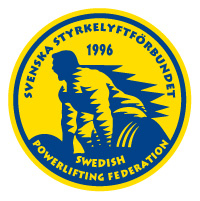 SVENSKA STYRKELYFTFÖRBUNDET
1996
SWEDISH
POWERLIFTING FEDERATION